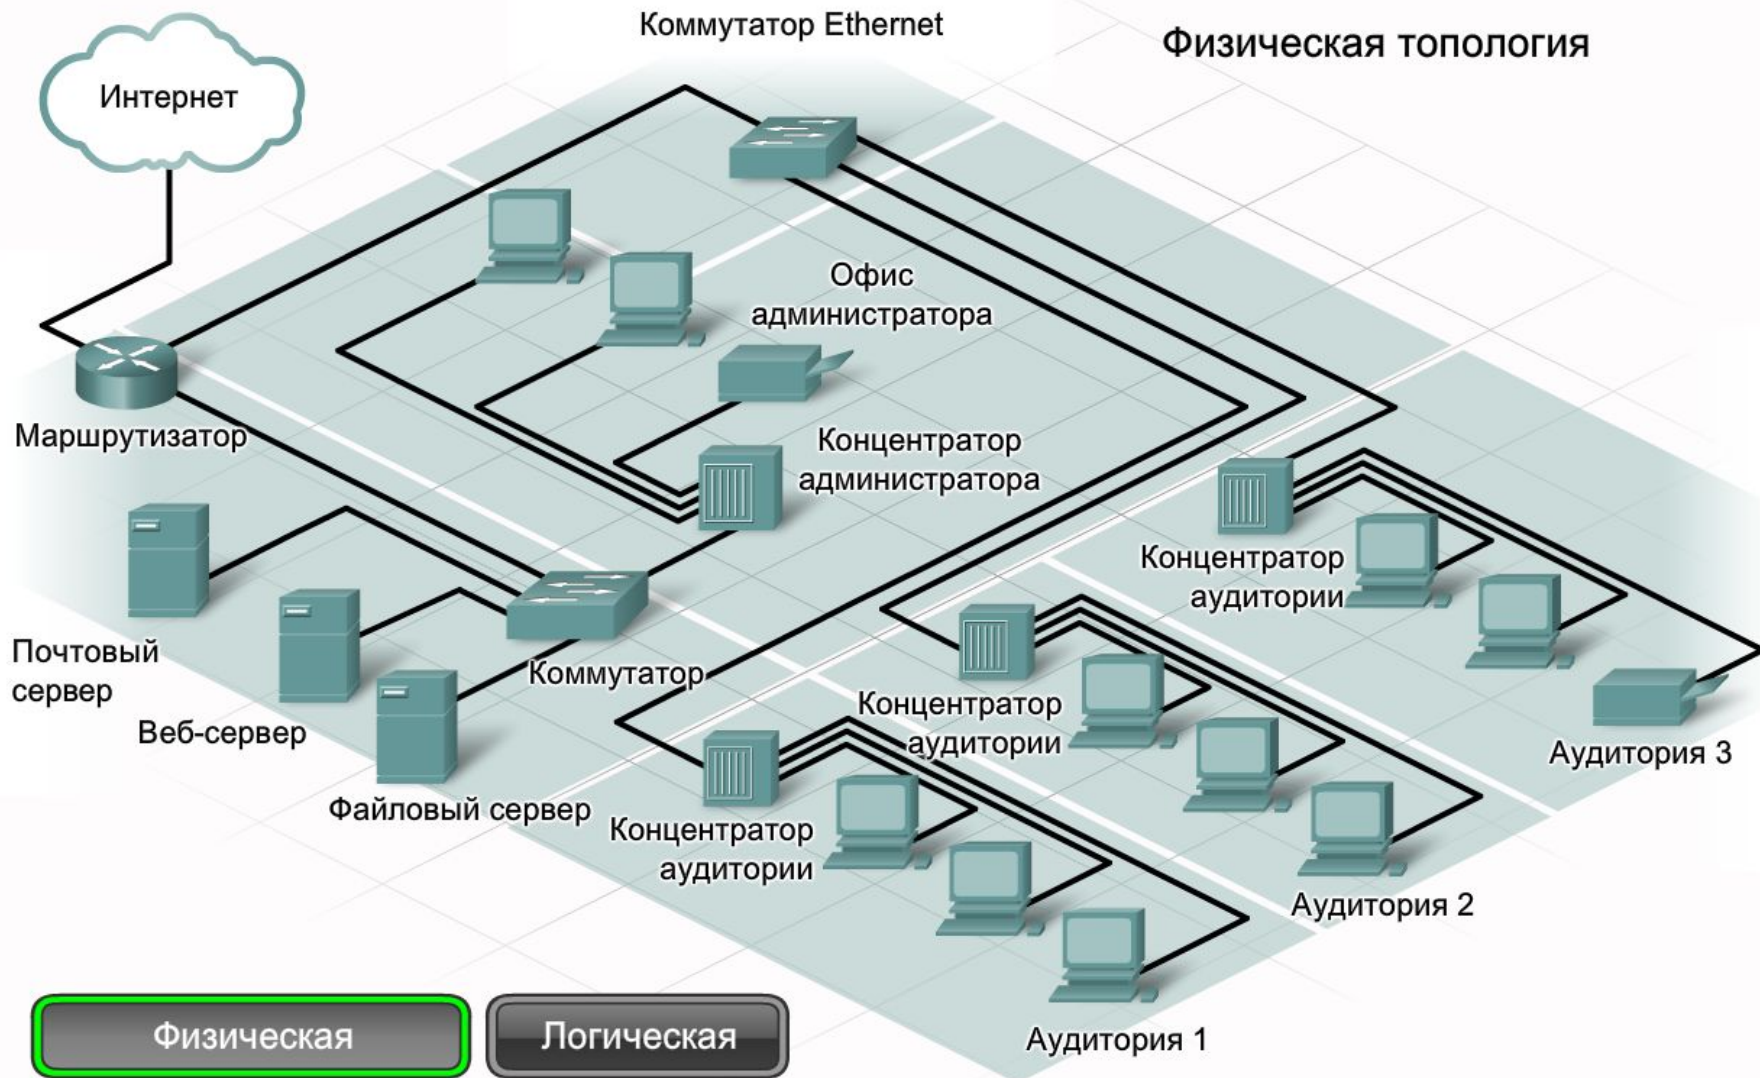 Коммутатор Ethernet
Физическая топология
Интернет
Офис
администратора
Маршрутизатор
Концентратор
администратора
Концентратор
аудитории
Почтовый
сервер
Коммутатор
Веб-сервер
Концентратор
аудитории
Аудитория 3
Файловый сервер
Концентратор
аудитории
Аудитория 2
Аудитория 1
Физическая
Логическая